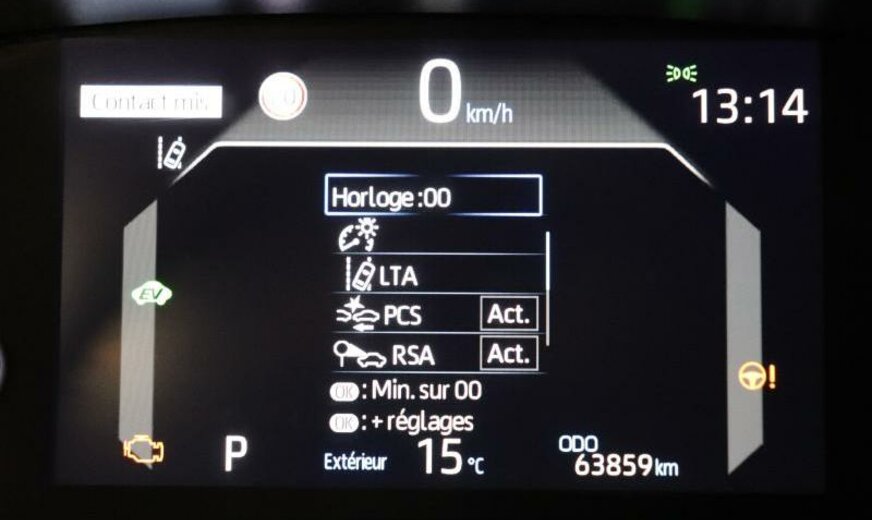 Contact mis
0 km/h
13:14
Horloge :00
LTA
PCS Act.
RSA Act.
OK : Min. sur 00
OK : + réglages
EV
P
Extérieur 15 °C
ODO
63859 km